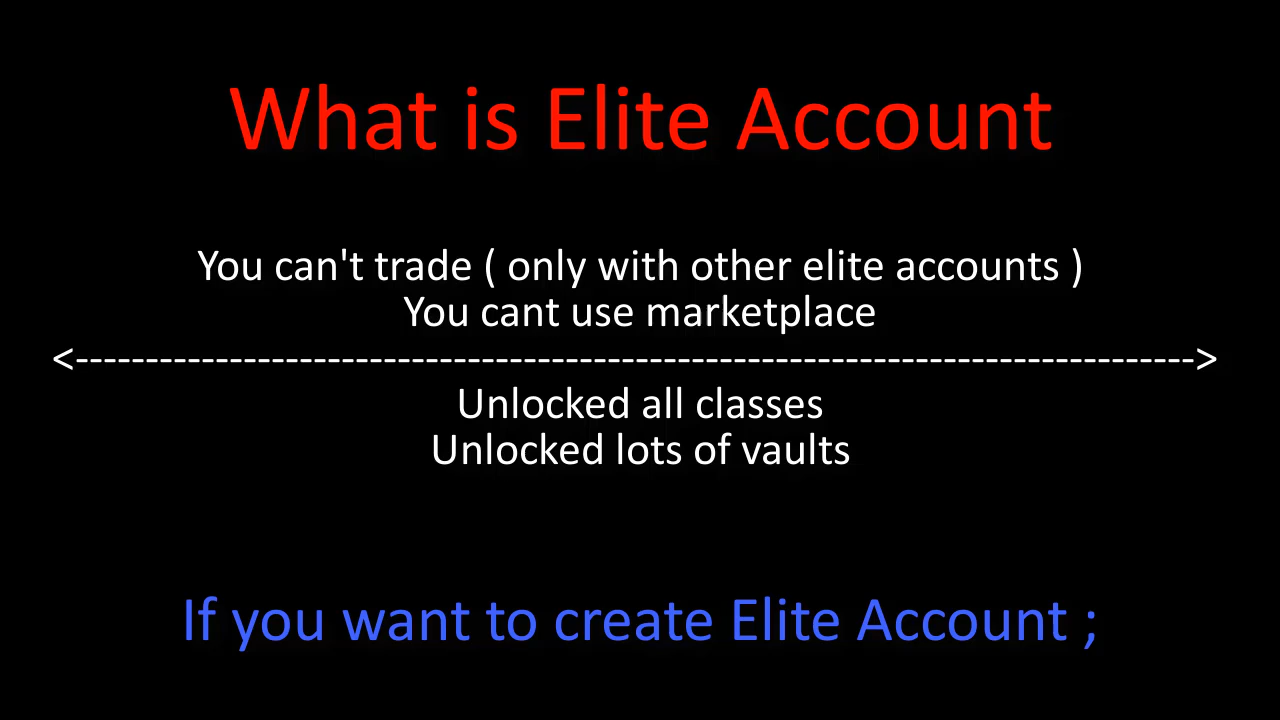 What is Elite Account
You can't trade ( only with other elite accounts )
You cant use marketplace
<-------------------------------------------------------------------------------->
Unlocked all classes
Unlocked lots of vaults
If you want to create Elite Account ;